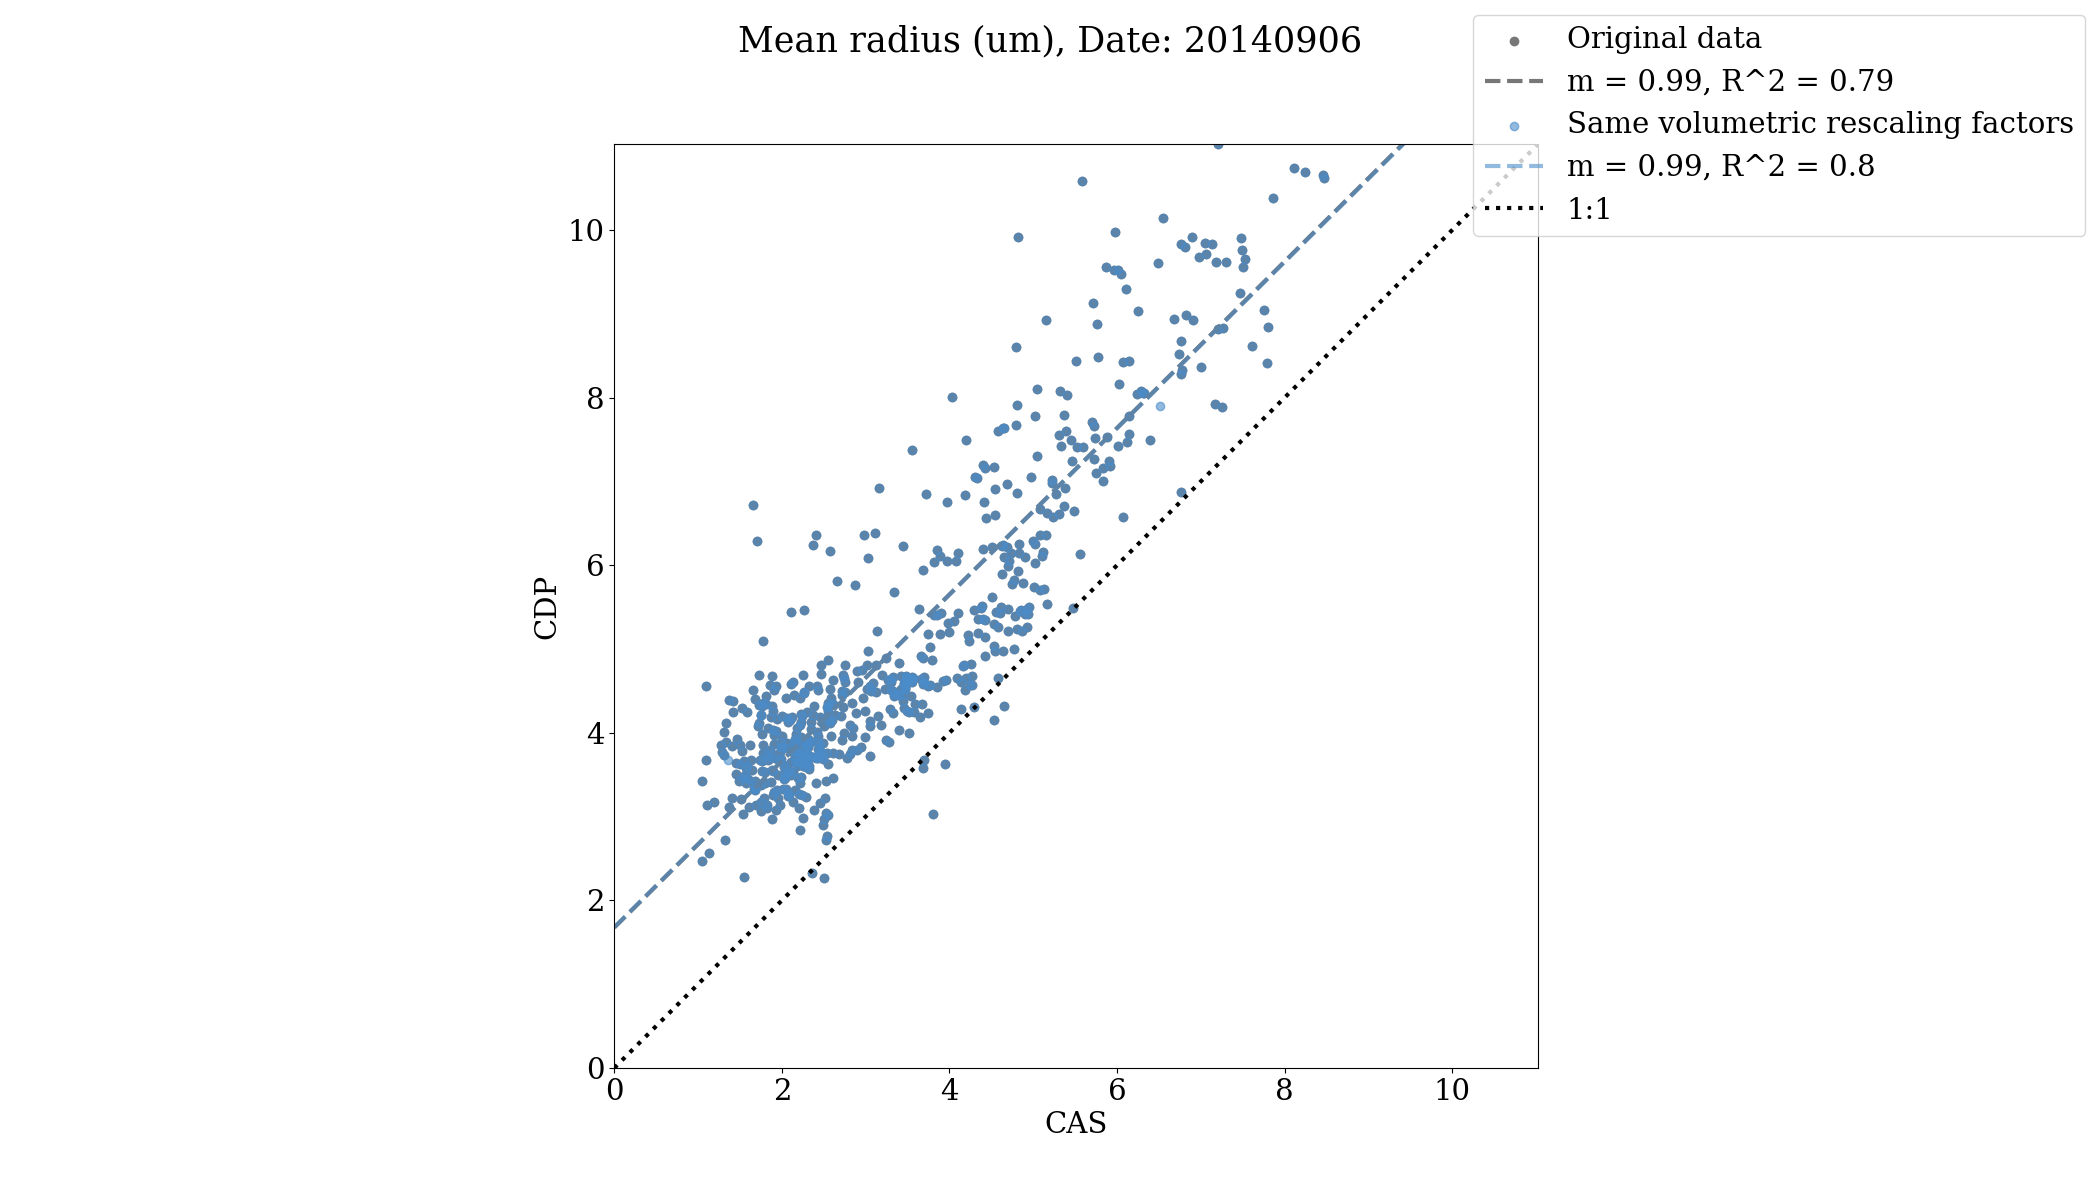 Mean radius (um), Date: 20140906
Original data
m = 0.99, R^2 = 0.79
Same volumetric rescaling factors
m = 0.99, R^2 = 0.8
1:1
10
8
6
4
2
0
CDP
0 2 4 6 8 10
CAS